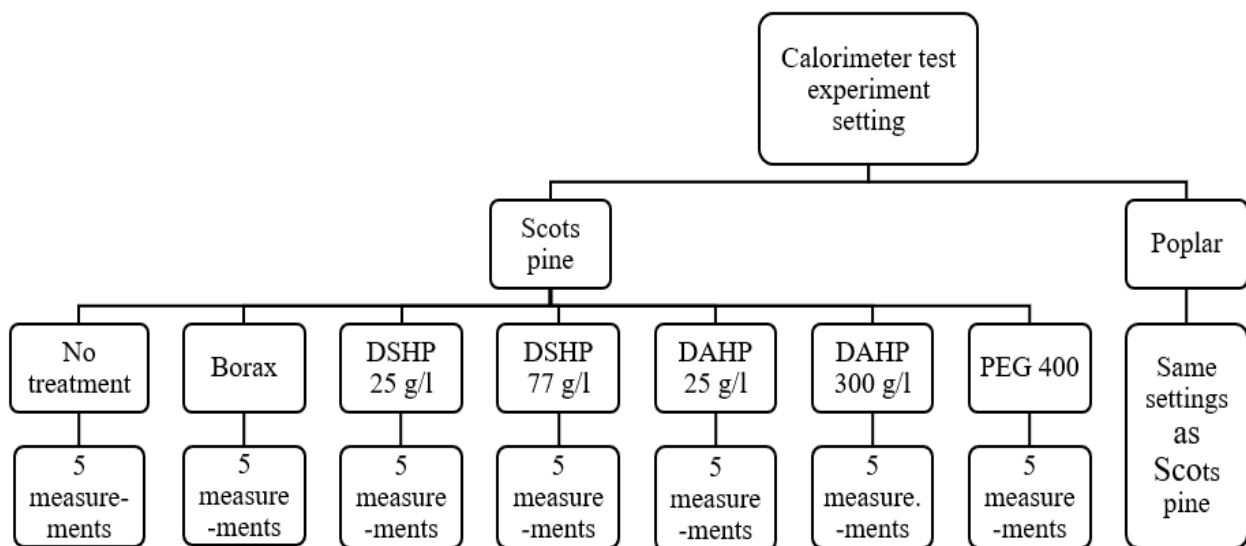 Calorimeter test
experiment
setting
Scots
pine
Poplar
No
treatment
Borax
DSHP
25 g/l
DSHP
77 g/l
DAHP
25 g/l
DAHP
300 g/l
PEG 400
Same
settings
as
Scots
pine
5
measure-
ments
5
measure
-ments
5
measure
-ments
5
measure
-ments
5
measure
-ments
5
measure.
-ments
5
measure
-ments